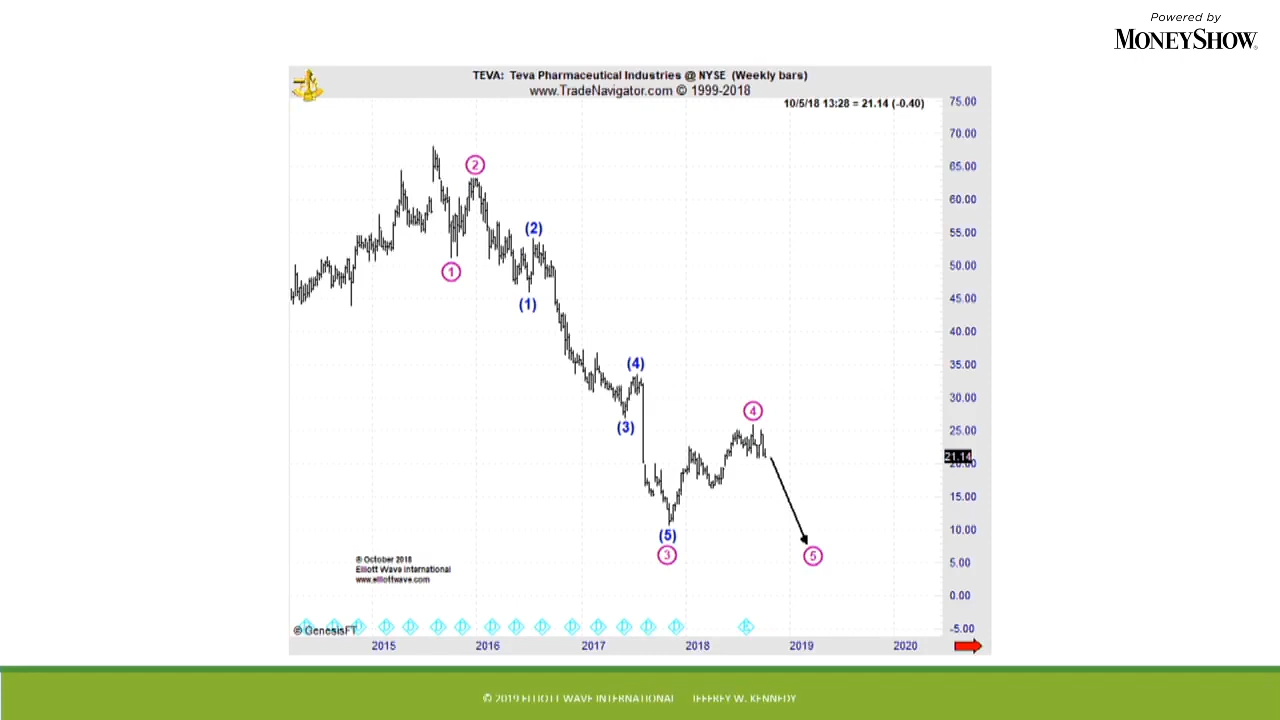 Powered by
MONEYSHOW
TEVA: Teva Pharmaceutical Industries @ NYSE (Weekly bars)
www.TradeNavigator.com © 1999-2018
10/5/18 13:28 = 21.14 (-0.40)
75.00
70.00
65.00
60.00
55.00
50.00
45.00
40.00
35.00
30.00
25.00
21.14
20.00
15.00
10.00
5.00
0.00
-5.00
2
(2)
1
(1)
(4)
(3)
4
(5)
3
5
© October 2018
Elliott Wave International
www.elliottwave.com
D D D D D D D D D D D D D D D
© GenesisFT
2015 2016 2017 2018 2019 2020
© 2019 ELLIOTT WAVE INTERNATIONAL JEFFREY W. KENNEDY